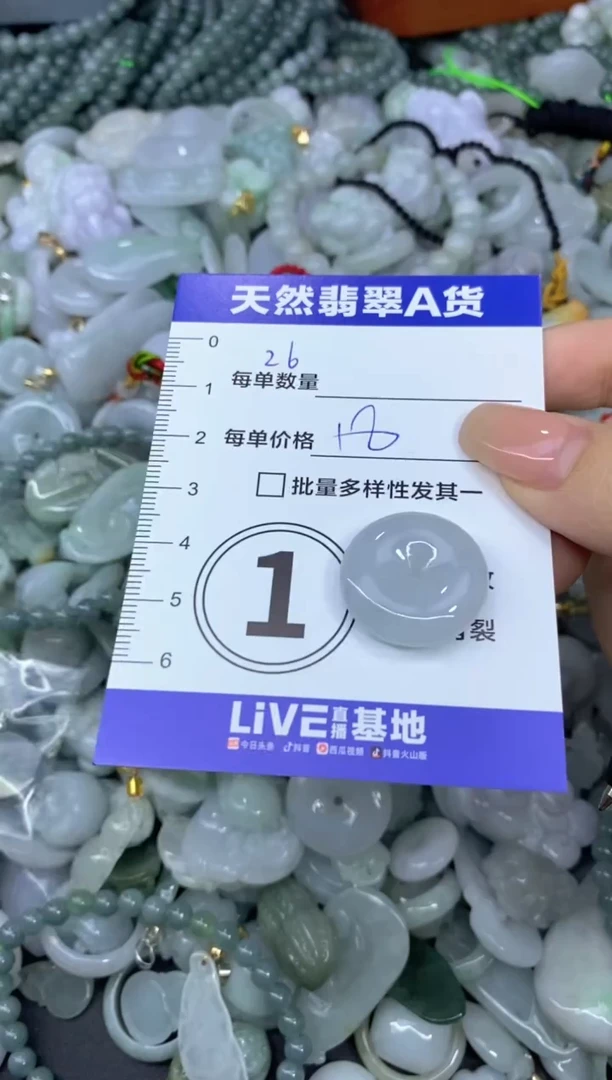 天然翡翠A货
0
26
每单数量
1
每单价格 18
2
批量多样性发其一
3
4
1
5
裂
6
LiVE直播基地
今日头条 抖音 西瓜视频 抖音火山版